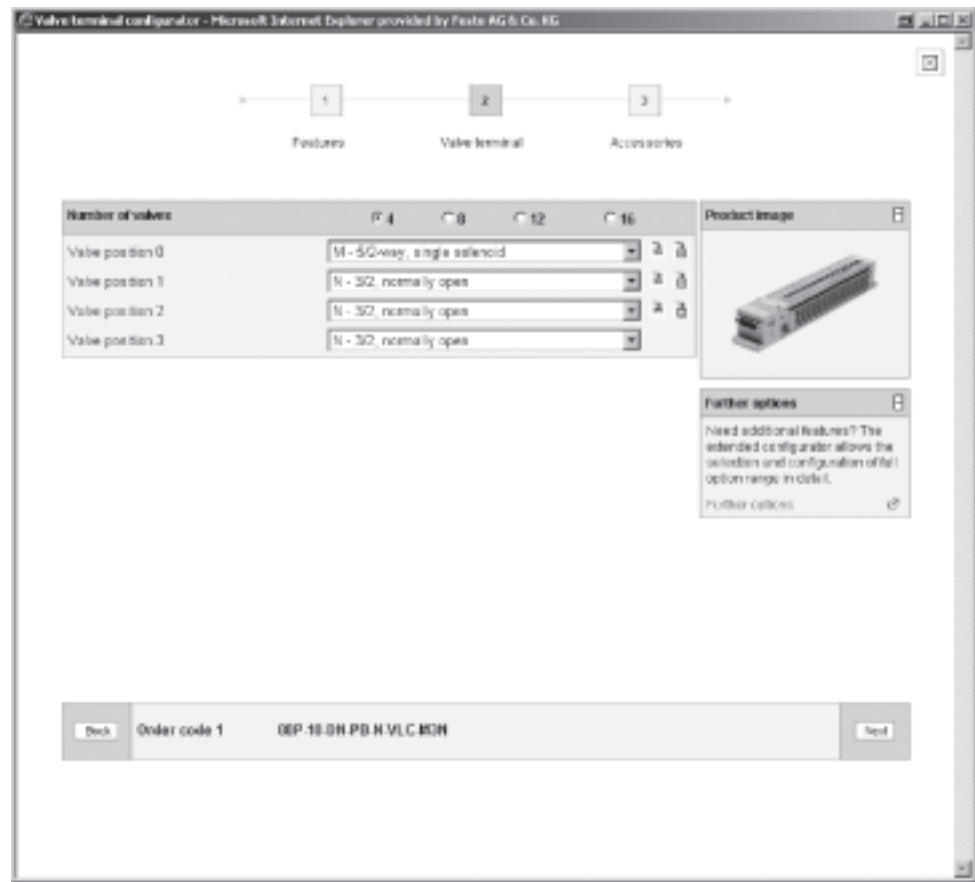 Valve terminal configurator - Microsoft Internet Explorer provided by Festo AG & Co. KG
1
2
3
Features
Valve terminal
Accessories
Number of valves
4
8
12
16
Valve position 0
M - 5/2-way, single solenoid
Valve position 1
N - 3/2, normally open
Valve position 2
N - 3/2, normally open
Valve position 3
N - 3/2, normally open
Product image
Further options
Need additional features? The
extended configurator allows the
selection and configuration of full
option range in detail.
Further options
Back
Order code 1
Next